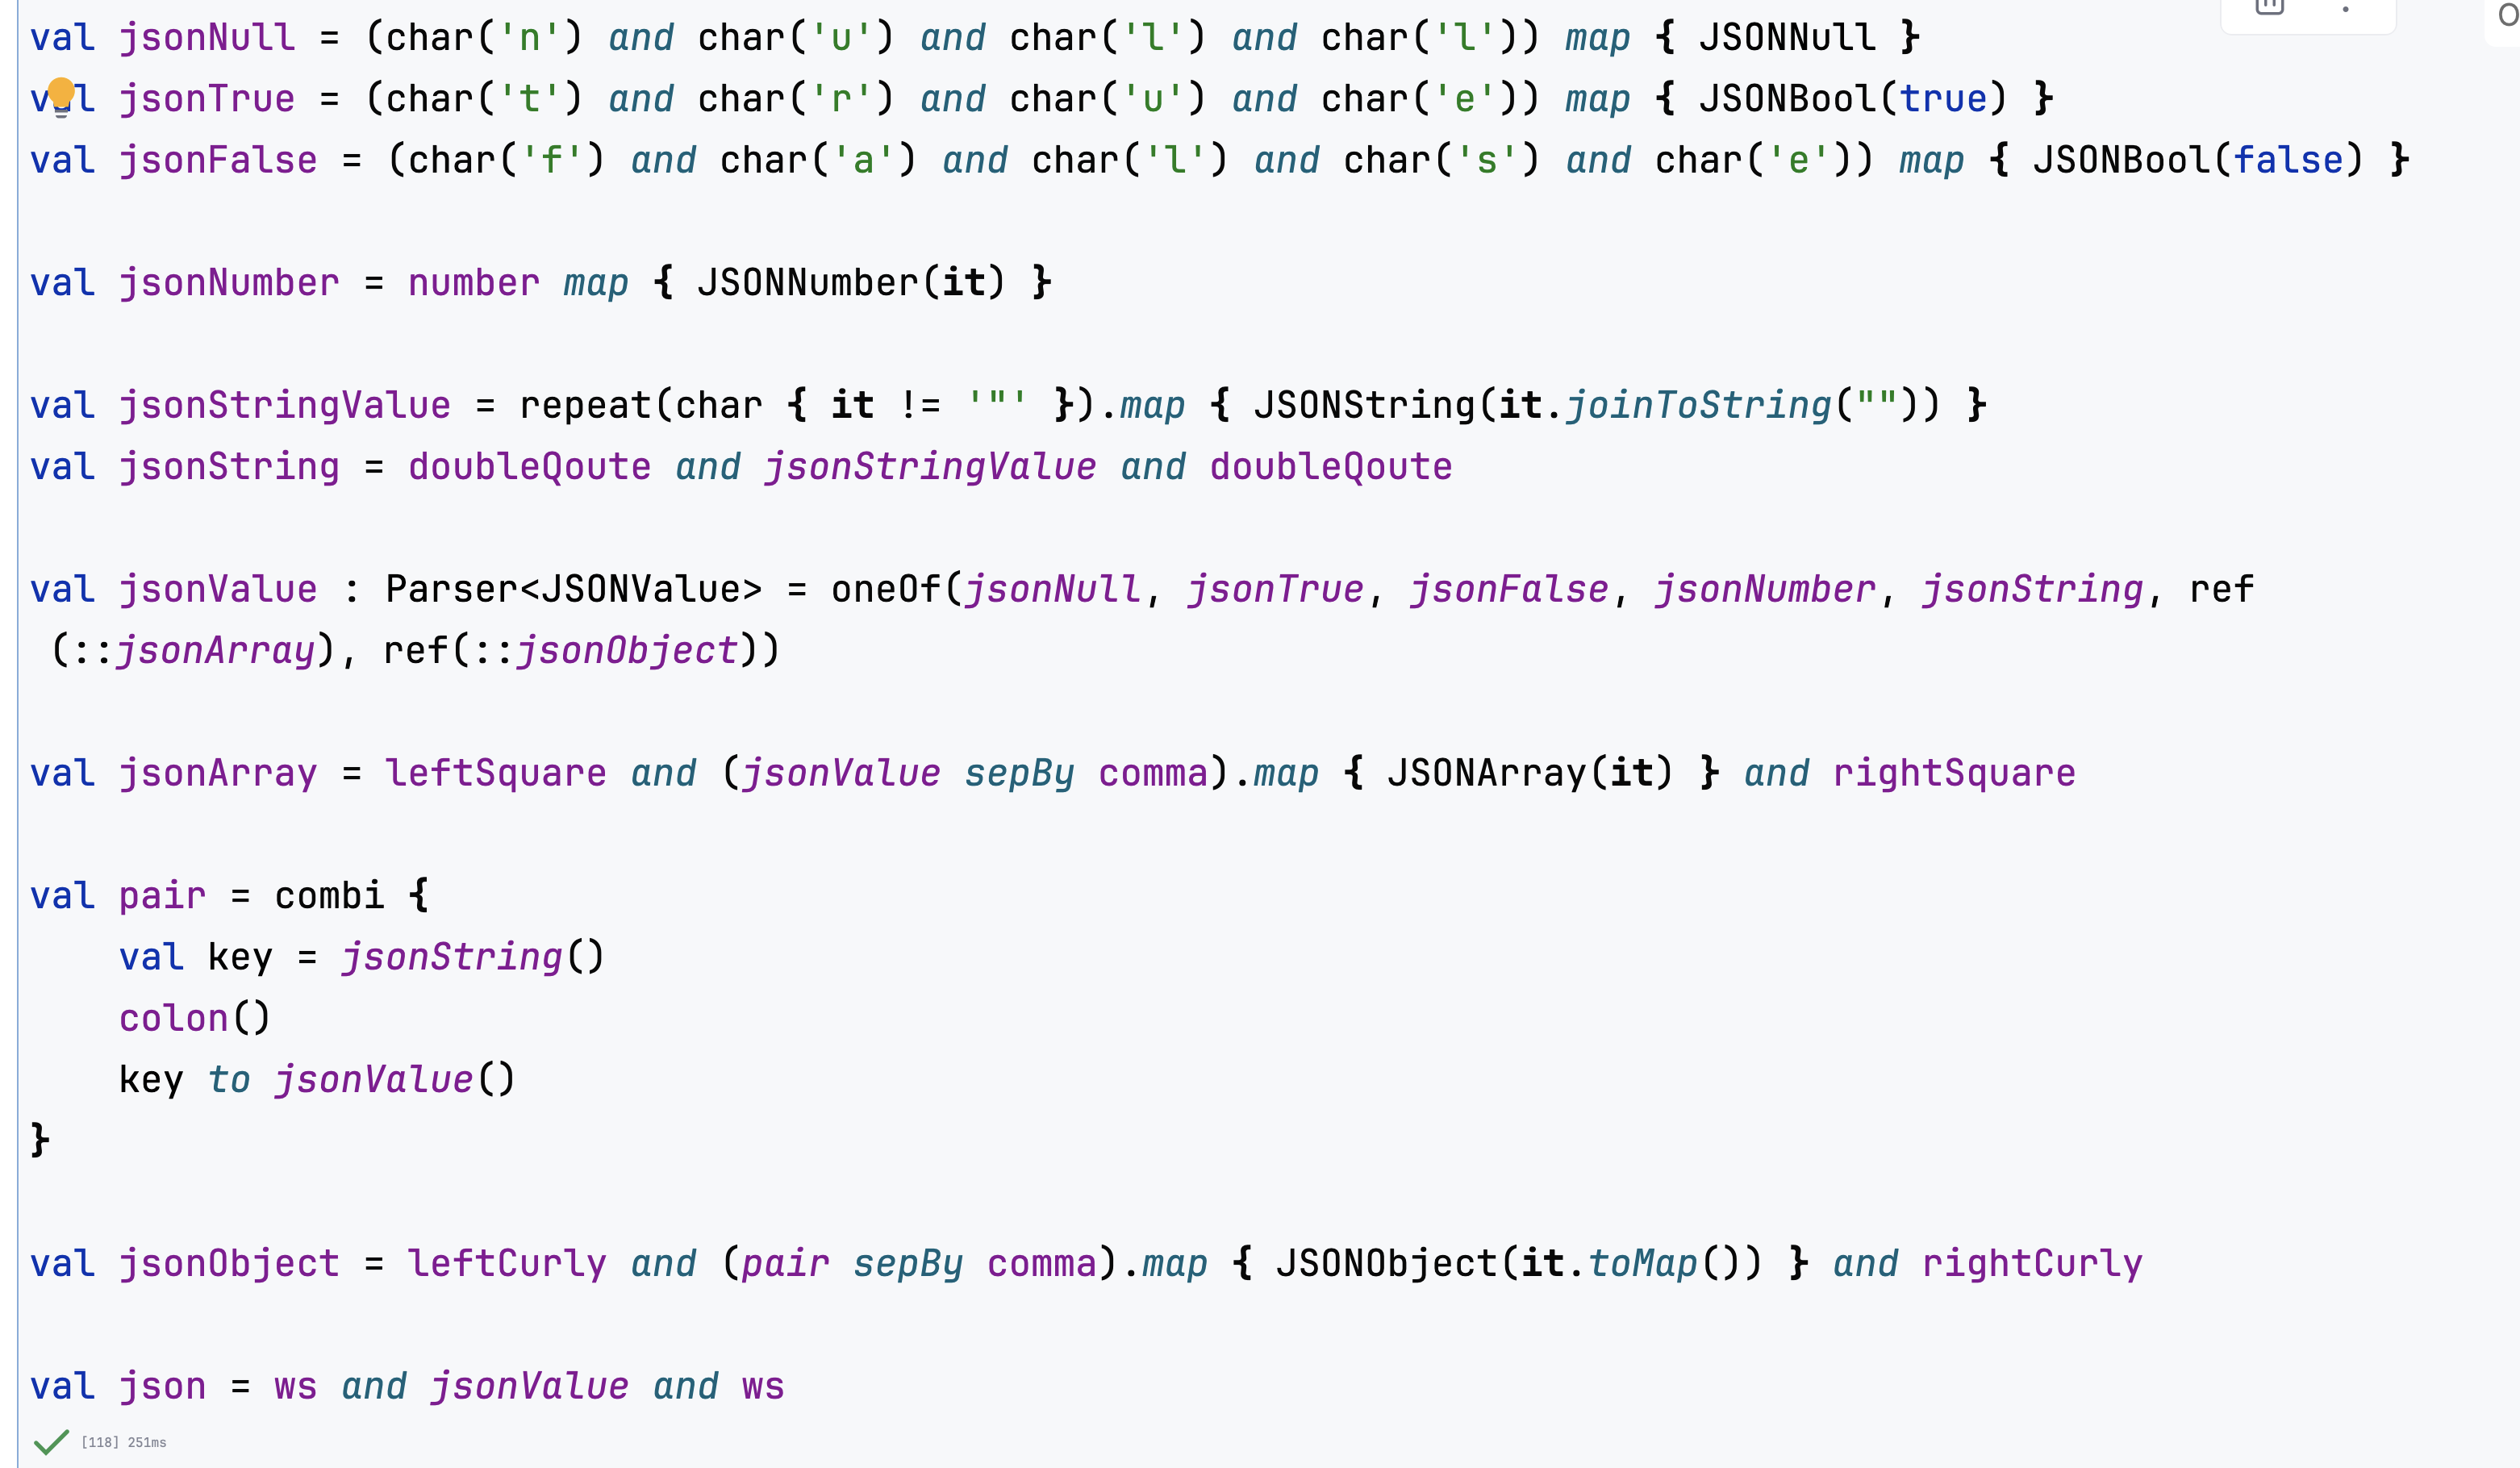 val jsonNull = (char('n') and char('u') and char('l') and char('l')) map { JSONNull }
val jsonTrue = (char('t') and char('r') and char('u') and char('e')) map { JSONBool(true) }
val jsonFalse = (char('f') and char('a') and char('l') and char('s') and char('e')) map { JSONBool(false) }
val jsonNumber = number map { JSONNumber(it) }
val jsonStringValue = repeat(char { it != '"' }).map { JSONString(it.joinToString("")) }
val jsonString = doubleQoute and jsonStringValue and doubleQoute
val jsonValue : Parser<JSONValue> = oneOf(jsonNull, jsonTrue, jsonFalse, jsonNumber, jsonString, ref
(::jsonArray), ref(::jsonObject))
val jsonArray = leftSquare and (jsonValue sepBy comma).map { JSONArray(it) } and rightSquare
val pair = combi {
    val key = jsonString()
    colon()
    key to jsonValue()
}
val jsonObject = leftCurly and (pair sepBy comma).map { JSONObject(it.toMap()) } and rightCurly
val json = ws and jsonValue and ws
[118] 251ms